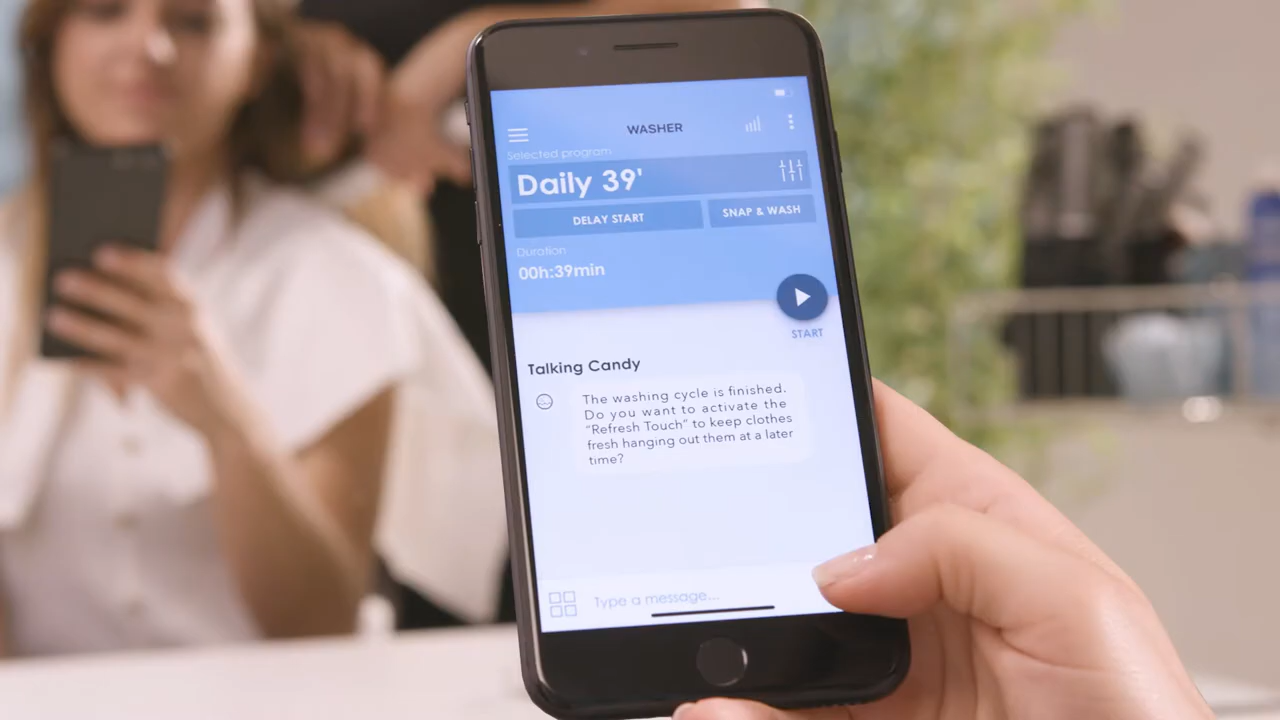 WASHER
Selected program
Daily 39'
DELAY START
SNAP & WASH
Duration
00h:39min
START
Talking Candy
The washing cycle is finished.
Do you want to activate the
"Refresh Touch" to keep clothes
fresh hanging out them at a later
time?
Type a message...